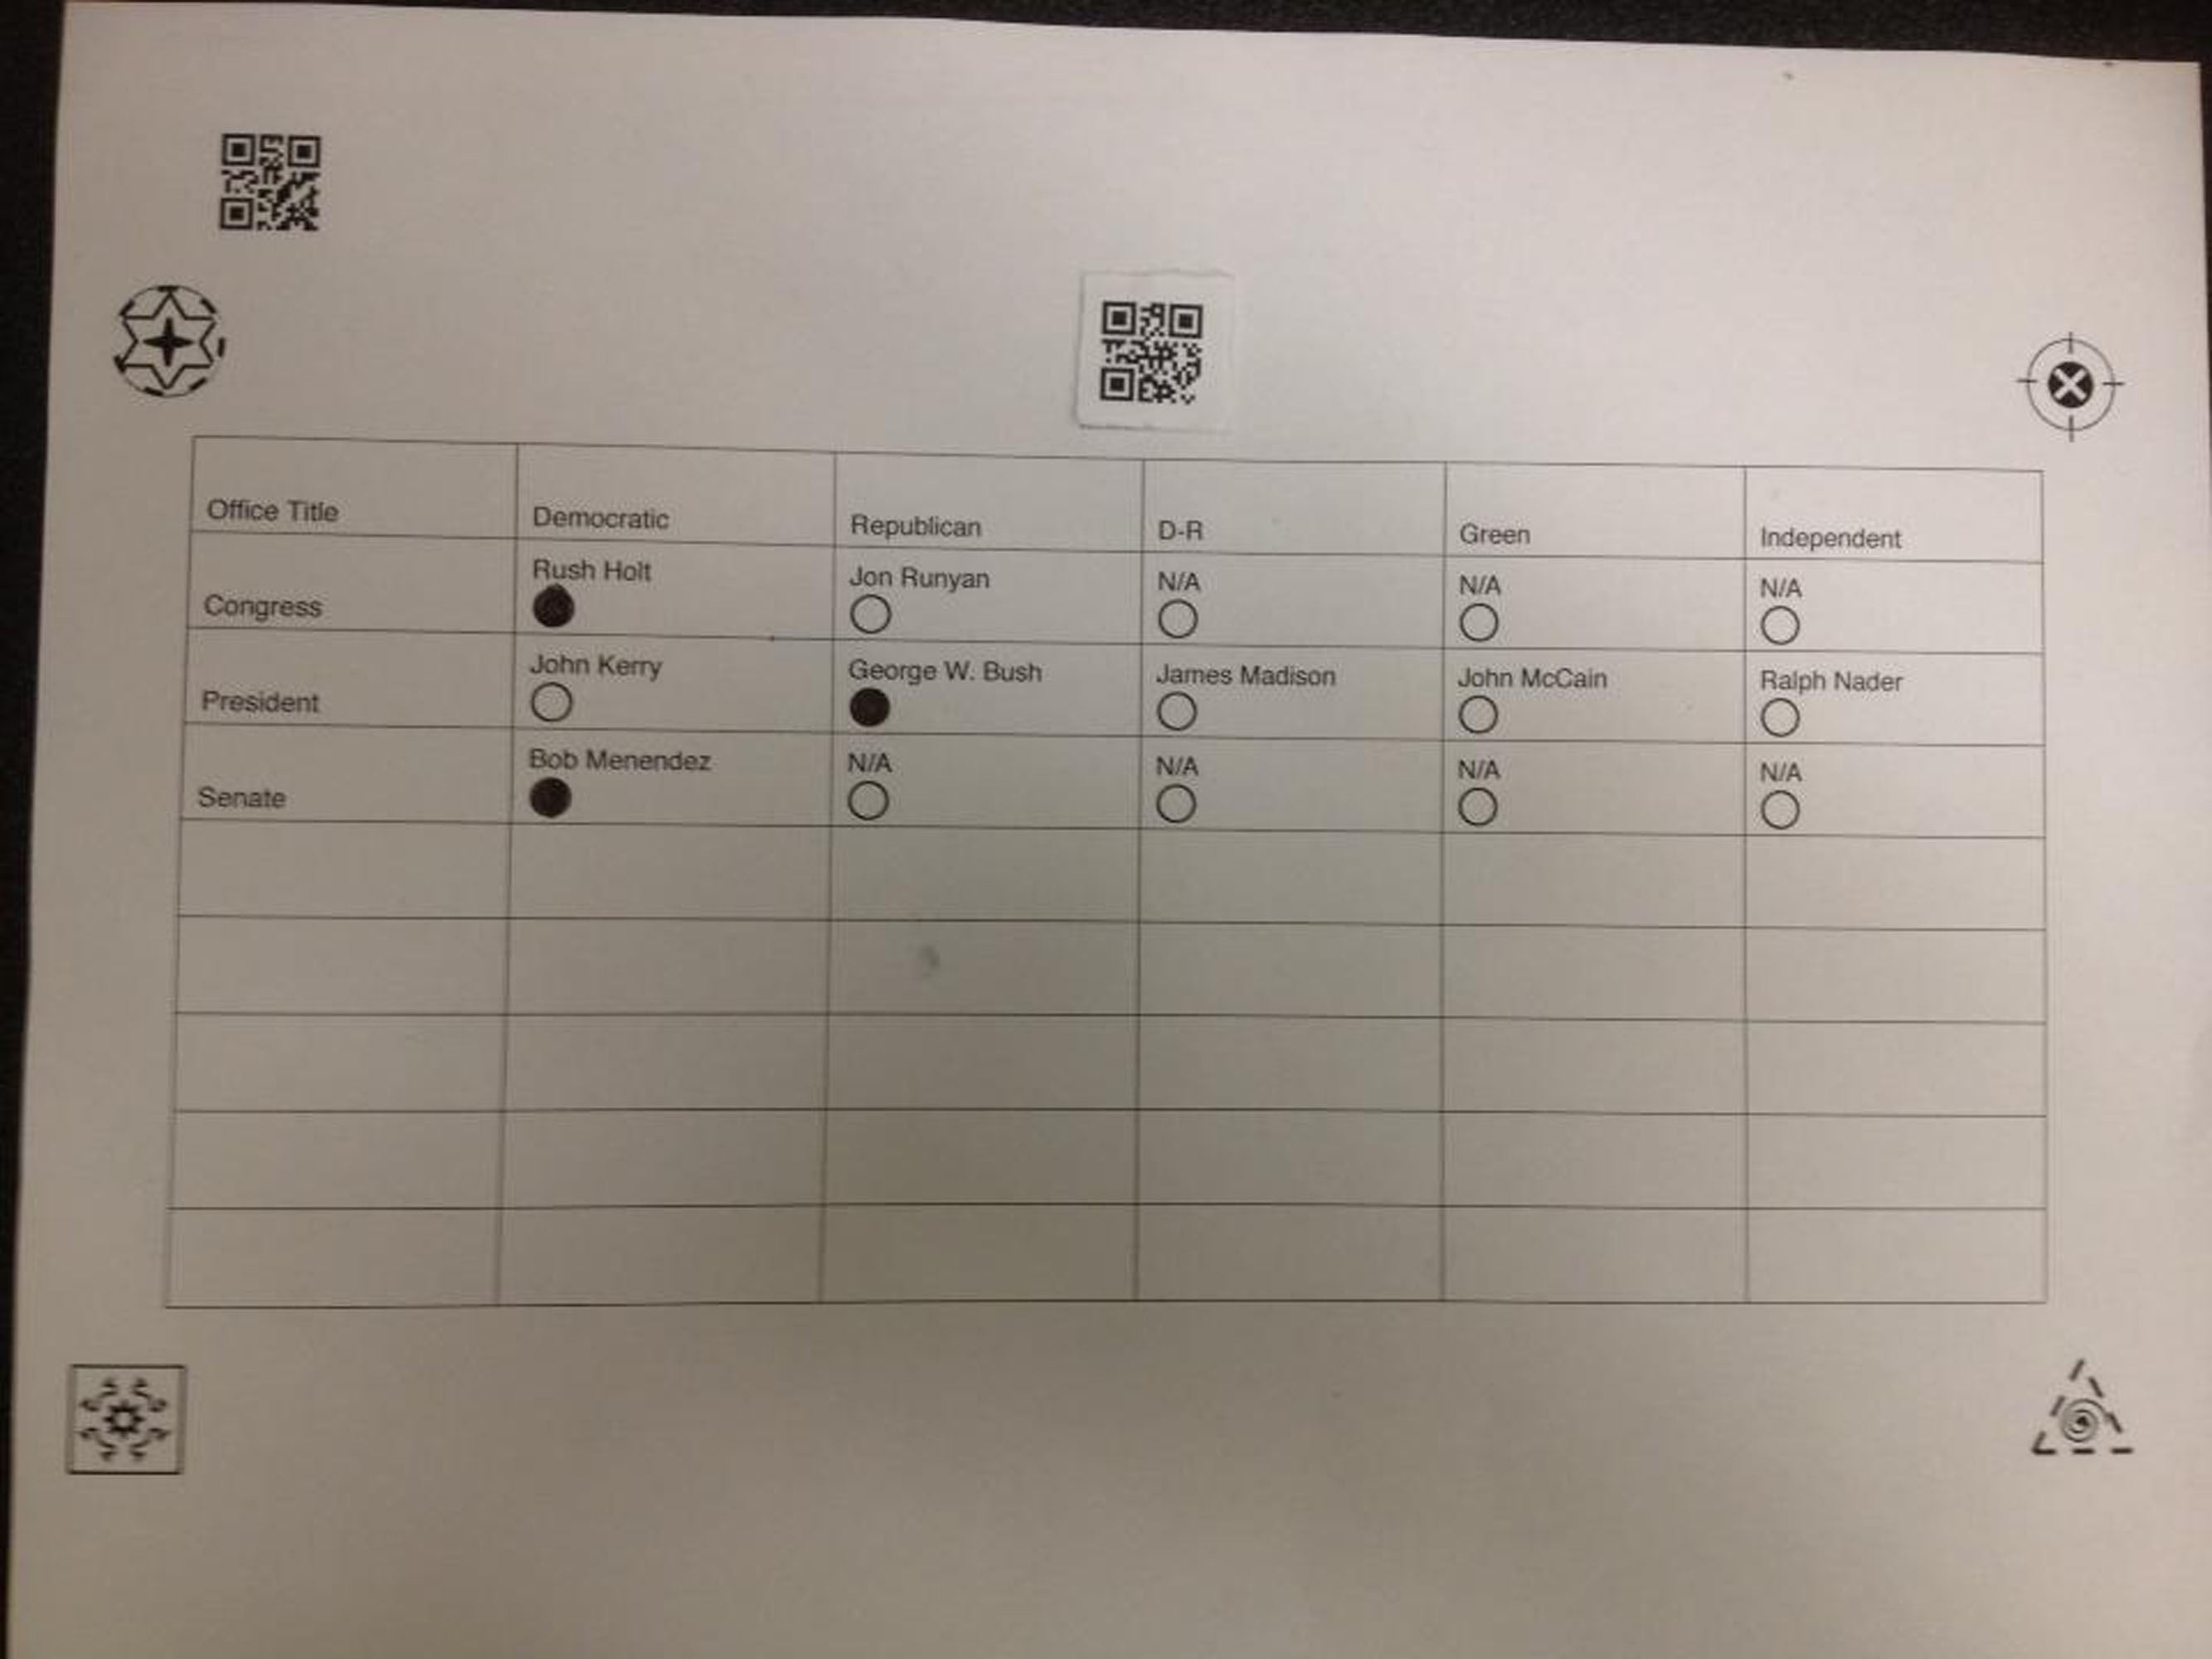 Office Title Democratic Republican D-R Green Independent
Rush Holt Jon Runyan N/A N/A N/A
Congress
John Kerry George W. Bush James Madison John McCain Ralph Nader
President
Bob Menendez N/A N/A N/A N/A
Senate